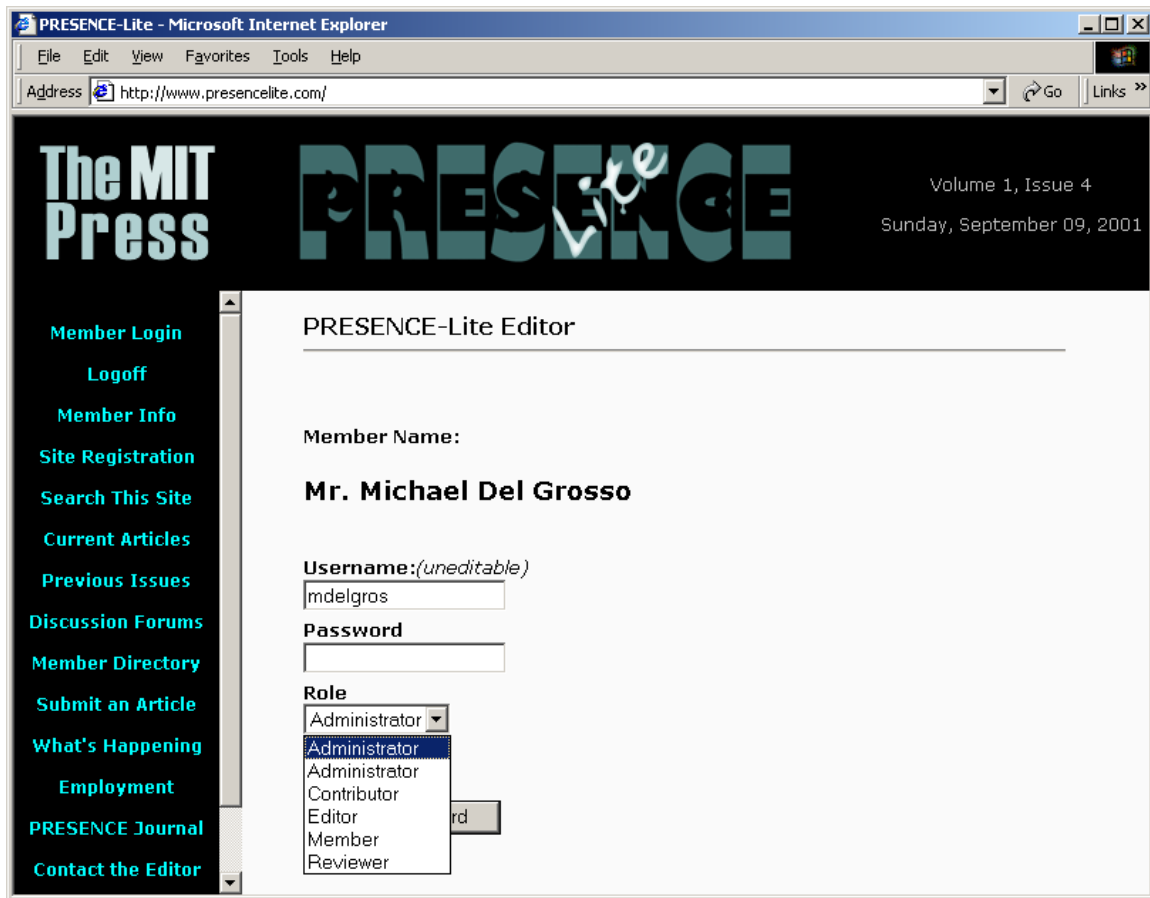 PRESENCE-Lite - Microsoft Internet Explorer
File Edit View Favorites Tools Help
Address http://www.presencelite.com/ Go Links »
The MIT
Press
PRESENCE
Lite
Volume 1, Issue 4
Sunday, September 09, 2001
Member Login
Logoff
Member Info
Site Registration
Search This Site
Current Articles
Previous Issues
Discussion Forums
Member Directory
Submit an Article
What's Happening
Employment
PRESENCE Journal
Contact the Editor
PRESENCE-Lite Editor
Member Name:
Mr. Michael Del Grosso
Username:(uneditable)
mdelgros
Password
Role
Administrator
Administrator
Administrator
Contributor
Editor
rd
Member
Reviewer